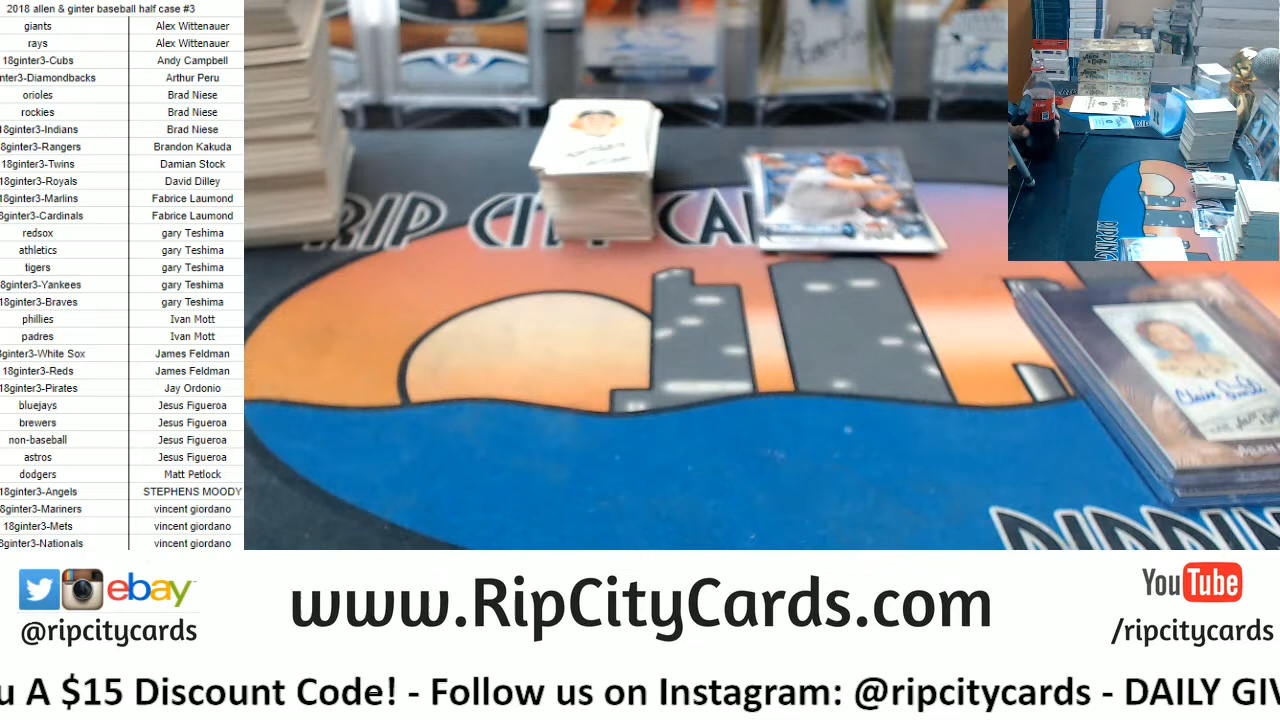 2018 allen & ginter baseball half case #3
giants Alex Wittenauer
rays Alex Wittenauer
18ginter3-Cubs Andy Campbell
nter3-Diamondbacks Arthur Peru
orioles Brad Niese
rockies Brad Niese
8ginter3-Indians Brad Niese
8ginter3-Rangers Brandon Kakuda
18ginter3-Twins Damian Stock
18ginter3-Royals David Dilley
18ginter3-Marlins Fabrice Laumond
ginter3-Cardinals Fabrice Laumond
redsox gary Teshima
athletics gary Teshima
tigers gary Teshima
8ginter3-Yankees gary Teshima
18ginter3-Braves gary Teshima
phillies Ivan Mott
padres Ivan Mott
ginter3-White Sox James Feldman
18ginter3-Reds James Feldman
18ginter3-Pirates Jay Ordonio
bluejays Jesus Figueroa
brewers Jesus Figueroa
non-baseball Jesus Figueroa
astros Jesus Figueroa
dodgers Matt Petlock
18ginter3-Angels STEPHENS MOODY
8ginter3-Mariners vincent giordano
18ginter3-Mets vincent giordano
ginter3-Nationals vincent giordano
RIP CITY CA
RIPPIN
ebay
@ripcitycards
www.RipCityCards.com
YouTube
/ripcitycards
u A $15 Discount Code! - Follow us on Instagram: @ripcitycards - DAILY GIV